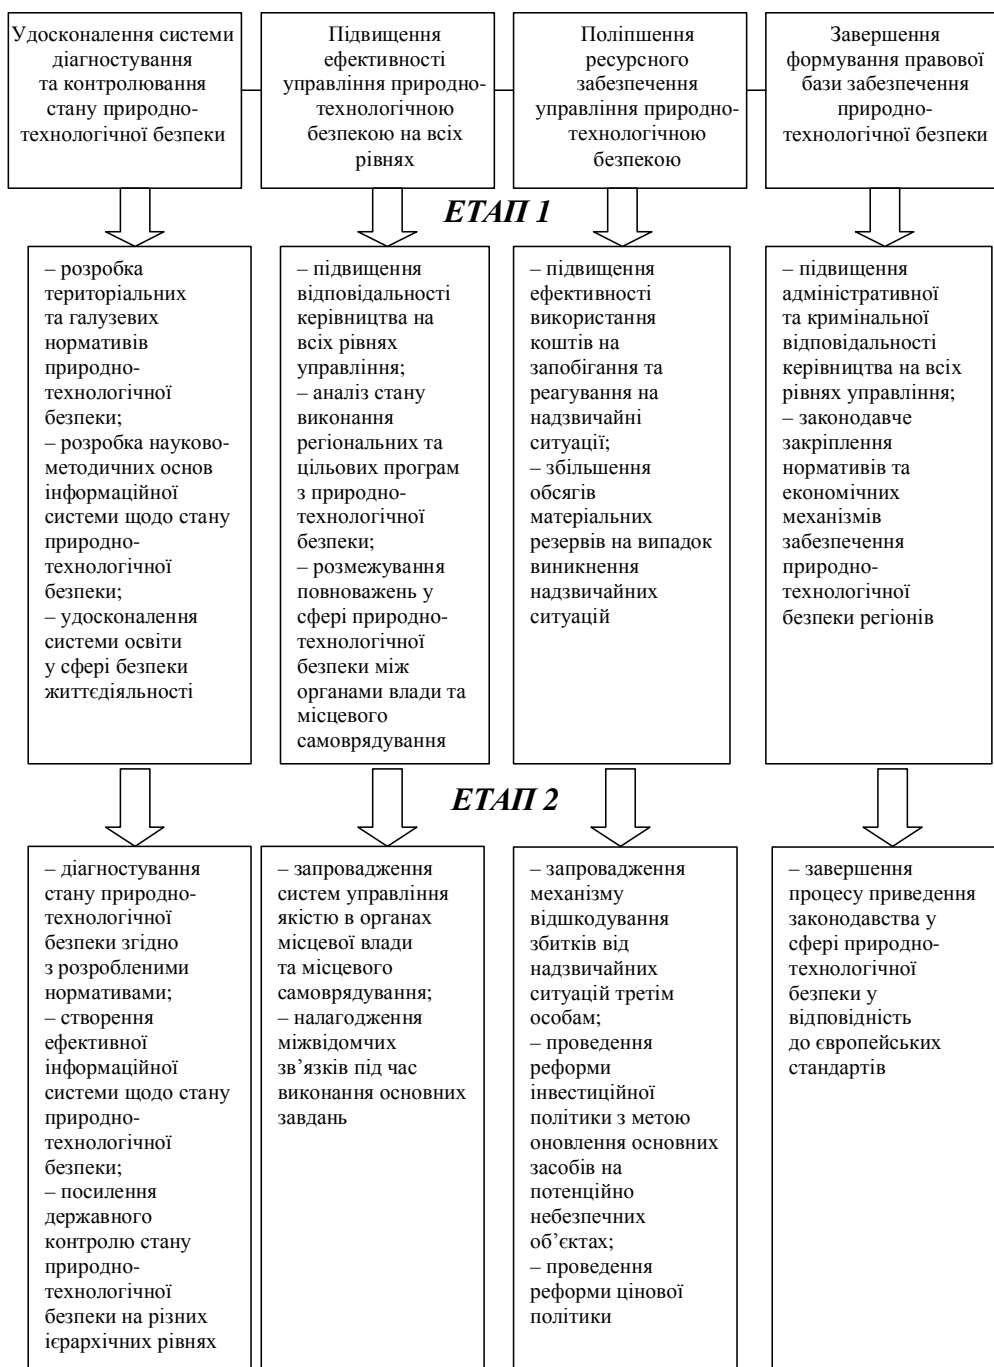 Удосконалення системи
діагностування
та контролювання
стану природно-
технологічної безпеки
Підвищення
ефективності
управління природно-
технологічною
безпекою на всіх
рівнях
Поліпшення
ресурсного
забезпечення
управління природно-
технологічною
безпекою
Завершення
формування правової
бази забезпечення
природно-
технологічної безпеки
ЕТАП 1
– розробка
територіальних
та галузевих
нормативів
природно-
технологічної
безпеки;
– розробка науково-
методичних основ
інформаційної
системи щодо стану
природно-
технологічної
безпеки;
– удосконалення
системи освіти
у сфері безпеки
життєдіяльності
– підвищення
відповідальності
керівництва на
всіх рівнях
управління;
– аналіз стану
виконання
регіональних та
цільових програм
з природно-
технологічної
безпеки;
– розмежування
повноважень у
сфері природно-
технологічної
безпеки між
органами влади та
місцевого
самоврядування
– підвищення
ефективності
використання
коштів на
запобігання та
реагування на
надзвичайні
ситуації;
– збільшення
обсягів
матеріальних
резервів на випадок
виникнення
надзвичайних
ситуацій
– підвищення
адміністративної
та кримінальної
відповідальності
керівництва на всіх
рівнях управління;
– законодавче
закріплення
нормативів та
економічних
механізмів
забезпечення
природно-
технологічної
безпеки регіонів
ЕТАП 2
– діагностування
стану природно-
технологічної
безпеки згідно
з розробленими
нормативами;
– створення
ефективної
інформаційної
системи щодо стану
природно-
технологічної
безпеки;
– посилення
державного
контролю стану
природно-
технологічної
безпеки на різних
ієрархічних рівнях
– запровадження
систем управління
якістю в органах
місцевої влади
та місцевого
самоврядування;
– налагодження
міжвідомчих
зв’язків під час
виконання основних
завдань
– запровадження
механізму
відшкодування
збитків від
надзвичайних
ситуацій третім
особам;
– проведення
реформи
інвестиційної
політики з метою
оновлення основних
засобів на
потенційно
небезпечних
об’єктах;
– проведення
реформи цінової
політики
– завершення
процесу приведення
законодавства у
сфері природно-
технологічної
безпеки у
відповідність
до європейських
стандартів